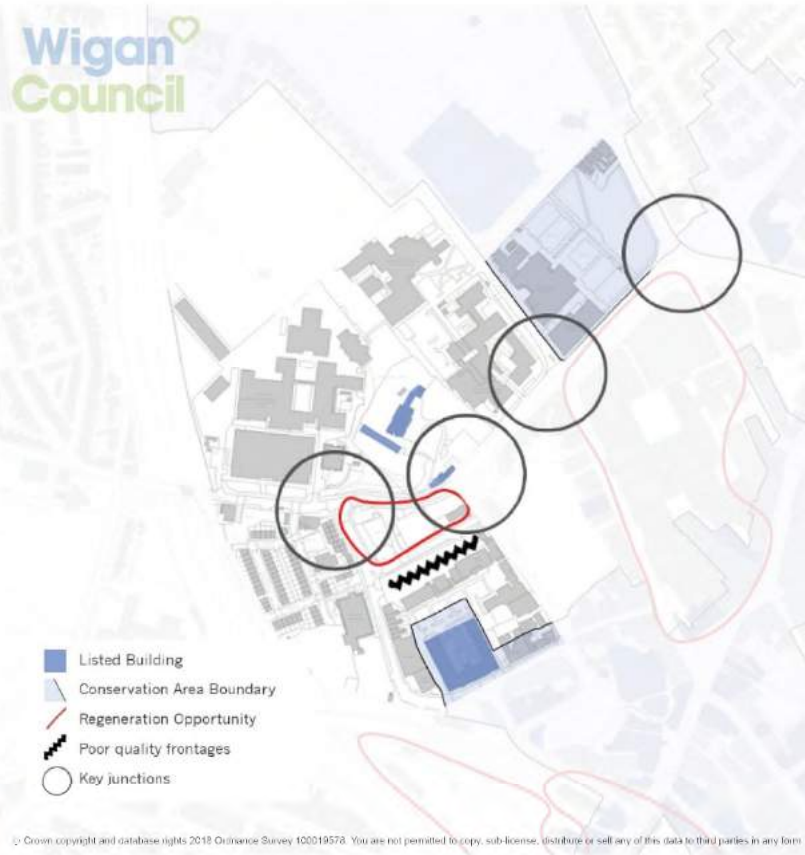 Wigan
Council
Listed Building
Conservation Area Boundary
Regeneration Opportunity
Poor quality frontages
Key junctions
© Crown copyright and database rights 2018 Ordnance Survey 100019578. You are not permitted to copy, sub-license, distribute or sell any of this data to third parties in any form